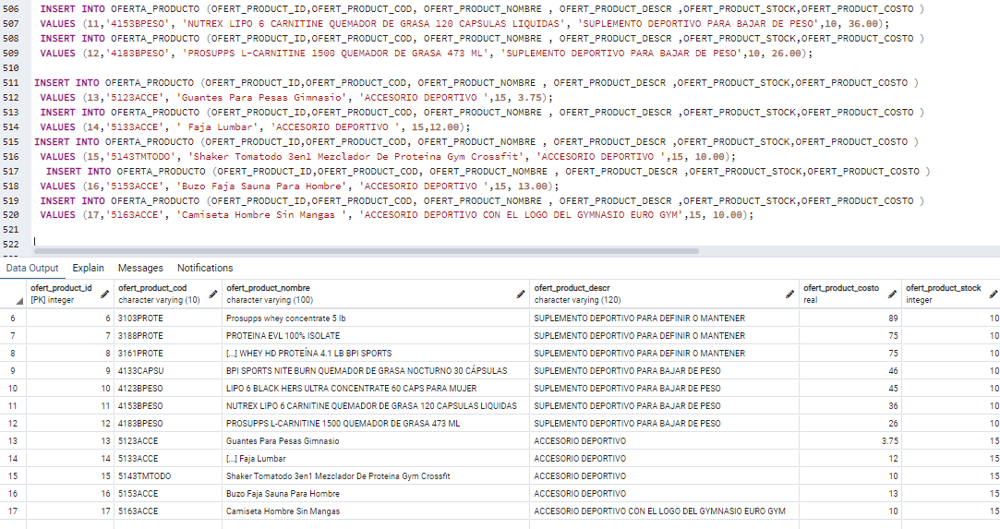 506 INSERT INTO OFERTA_PRODUCTO (OFERT_PRODUCT_ID,OFERT_PRODUCT_COD, OFERT_PRODUCT_NOMBRE , OFERT_PRODUCT_DESCR ,OFERT_PRODUCT_STOCK,OFERT_PRODUCT_COSTO )
507 VALUES (11,'4153BPESO', 'NUTREX LIPO 6 CARNITINE QUEMADOR DE GRASA 120 CAPSULAS LIQUIDAS', 'SUPLEMENTO DEPORTIVO PARA BAJAR DE PESO',10, 36.00);
508 INSERT INTO OFERTA_PRODUCTO (OFERT_PRODUCT_ID,OFERT_PRODUCT_COD, OFERT_PRODUCT_NOMBRE , OFERT_PRODUCT_DESCR ,OFERT_PRODUCT_STOCK,OFERT_PRODUCT_COSTO )
509 VALUES (12,'4183BPESO', 'PROSUPPS L-CARNITINE 1500 QUEMADOR DE GRASA 473 ML', 'SUPLEMENTO DEPORTIVO PARA BAJAR DE PESO',10, 26.00);
510
511 INSERT INTO OFERTA_PRODUCTO (OFERT_PRODUCT_ID,OFERT_PRODUCT_COD, OFERT_PRODUCT_NOMBRE , OFERT_PRODUCT_DESCR ,OFERT_PRODUCT_STOCK,OFERT_PRODUCT_COSTO )
512 VALUES (13,'5123ACCE', 'Guantes Para Pesas Gimnasio', 'ACCESORIO DEPORTIVO ',15, 3.75);
513 INSERT INTO OFERTA_PRODUCTO (OFERT_PRODUCT_ID,OFERT_PRODUCT_COD, OFERT_PRODUCT_NOMBRE , OFERT_PRODUCT_DESCR ,OFERT_PRODUCT_STOCK,OFERT_PRODUCT_COSTO )
514 VALUES (14,'5133ACCE', ' Faja Lumbar', 'ACCESORIO DEPORTIVO ', 15,12.00);
515 INSERT INTO OFERTA_PRODUCTO (OFERT_PRODUCT_ID,OFERT_PRODUCT_COD, OFERT_PRODUCT_NOMBRE , OFERT_PRODUCT_DESCR ,OFERT_PRODUCT_STOCK,OFERT_PRODUCT_COSTO )
516 VALUES (15,'5143TMTODO', 'Shaker Tomatodo 3en1 Mezclador De Proteina Gym Crossfit', 'ACCESORIO DEPORTIVO ',15, 10.00);
517 INSERT INTO OFERTA_PRODUCTO (OFERT_PRODUCT_ID,OFERT_PRODUCT_COD, OFERT_PRODUCT_NOMBRE , OFERT_PRODUCT_DESCR ,OFERT_PRODUCT_STOCK,OFERT_PRODUCT_COSTO )
518 VALUES (16,'5153ACCE', 'Buzo Faja Sauna Para Hombre', 'ACCESORIO DEPORTIVO ',15, 13.00);
519 INSERT INTO OFERTA_PRODUCTO (OFERT_PRODUCT_ID,OFERT_PRODUCT_COD, OFERT_PRODUCT_NOMBRE , OFERT_PRODUCT_DESCR ,OFERT_PRODUCT_STOCK,OFERT_PRODUCT_COSTO )
520 VALUES (17,'5163ACCE', 'Camiseta Hombre Sin Mangas ', 'ACCESORIO DEPORTIVO CON EL LOGO DEL GYMNASIO EURO GYM',15, 10.00);
521
522
Data Output Explain Messages Notifications
ofert_product_id ofert_product_cod ofert_product_nombre ofert_product_descr ofert_product_costo ofert_product_stock
[PK] integer character varying (10) character varying (100) character varying (120) real integer
6 6 3103PROTE Prosupps whey concentrate 5 lb SUPLEMENTO DEPORTIVO PARA DEFINIR O MANTENER 89 10
7 7 3188PROTE PROTEINA EVL 100% ISOLATE SUPLEMENTO DEPORTIVO PARA DEFINIR O MANTENER 75 10
8 8 3161PROTE [...] WHEY HD PROTEÍNA 4.1 LB BPI SPORTS SUPLEMENTO DEPORTIVO PARA DEFINIR O MANTENER 75 10
9 9 4133CAPSU BPI SPORTS NITE BURN QUEMADOR DE GRASA NOCTURNO 30 CÁPSULAS SUPLEMENTO DEPORTIVO PARA BAJAR DE PESO 46 10
10 10 4123BPESO LIPO 6 BLACK HERS ULTRA CONCENTRATE 60 CAPS PARA MUJER SUPLEMENTO DEPORTIVO PARA BAJAR DE PESO 45 10
11 11 4153BPESO NUTREX LIPO 6 CARNITINE QUEMADOR DE GRASA 120 CAPSULAS LIQUIDAS SUPLEMENTO DEPORTIVO PARA BAJAR DE PESO 36 10
12 12 4183BPESO PROSUPPS L-CARNITINE 1500 QUEMADOR DE GRASA 473 ML SUPLEMENTO DEPORTIVO PARA BAJAR DE PESO 26 10
13 13 5123ACCE Guantes Para Pesas Gimnasio ACCESORIO DEPORTIVO 3.75 15
14 14 5133ACCE [...] Faja Lumbar ACCESORIO DEPORTIVO 12 15
15 15 5143TMTODO Shaker Tomatodo 3en1 Mezclador De Proteina Gym Crossfit ACCESORIO DEPORTIVO 10 15
16 16 5153ACCE Buzo Faja Sauna Para Hombre ACCESORIO DEPORTIVO 13 15
17 17 5163ACCE Camiseta Hombre Sin Mangas ACCESORIO DEPORTIVO CON EL LOGO DEL GYMNASIO EURO GYM 10 15